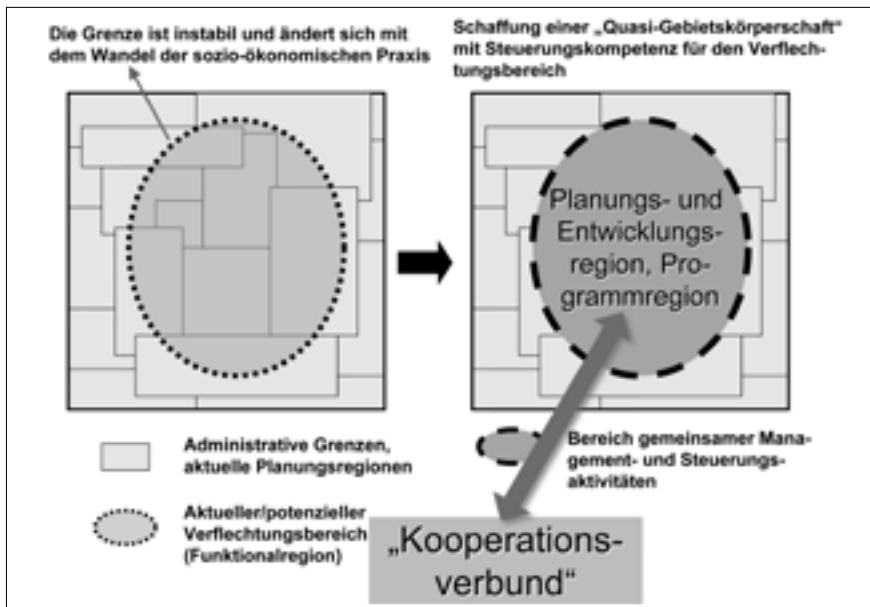 Die Grenze ist instabil und ändert sich mit
dem Wandel der sozio-ökonomischen Praxis
Schaffung einer „Quasi-Gebietskörperschaft“
mit Steuerungskompetenz für den Verflech-
tungsbereich
Planungs- und
Entwicklungs-
region, Pro-
grammregion
Administrative Grenzen,
aktuelle Planungsregionen
Aktueller/potenzieller
Verflechtungsbereich
(Funktionalregion)
Bereich gemeinsamer Mana-
gement- und Steuerungs-
aktivitäten
„Kooperations-
verbund“